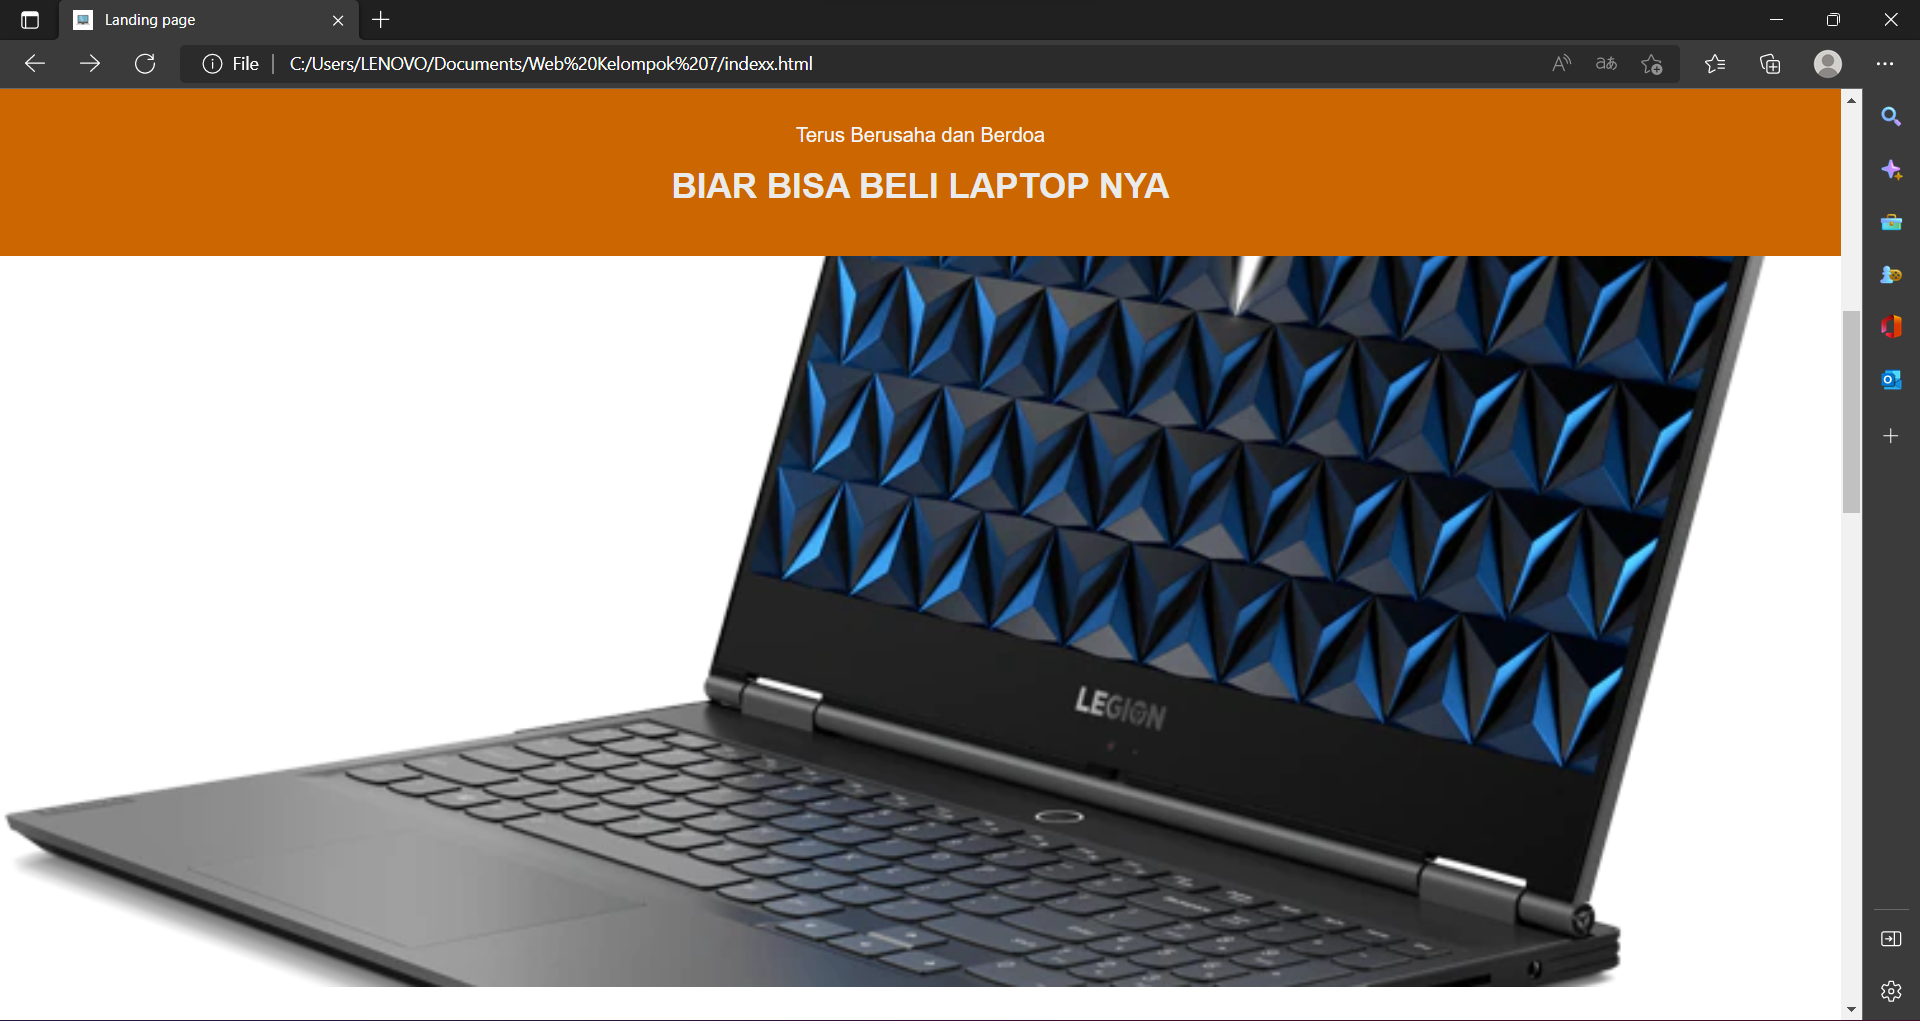 Landing page
File
C:/Users/LENOVO/Documents/Web%20Kelompok%207/indexx.html
Terus Berusaha dan Berdoa
BIAR BISA BELI LAPTOP NYA
LEGION